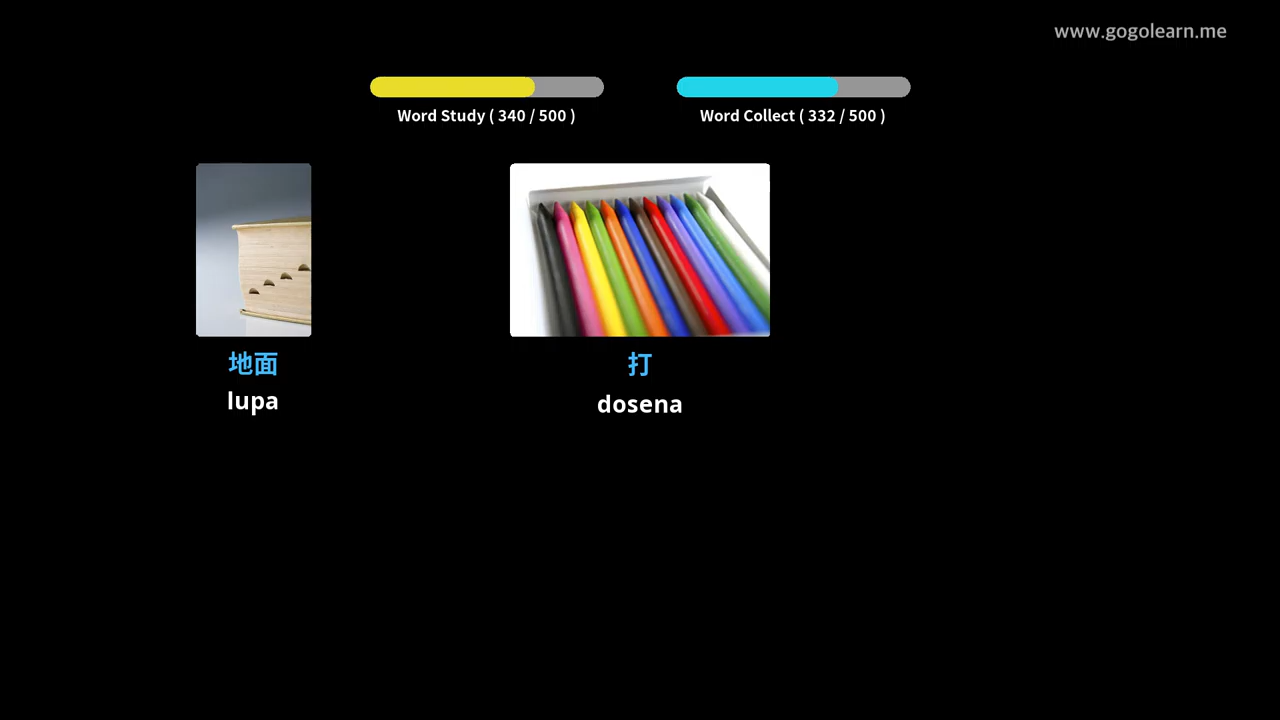 www.gogolearn.me
Word Study ( 340 / 500 )
Word Collect ( 332 / 500 )
地面
lupa
打
dosena